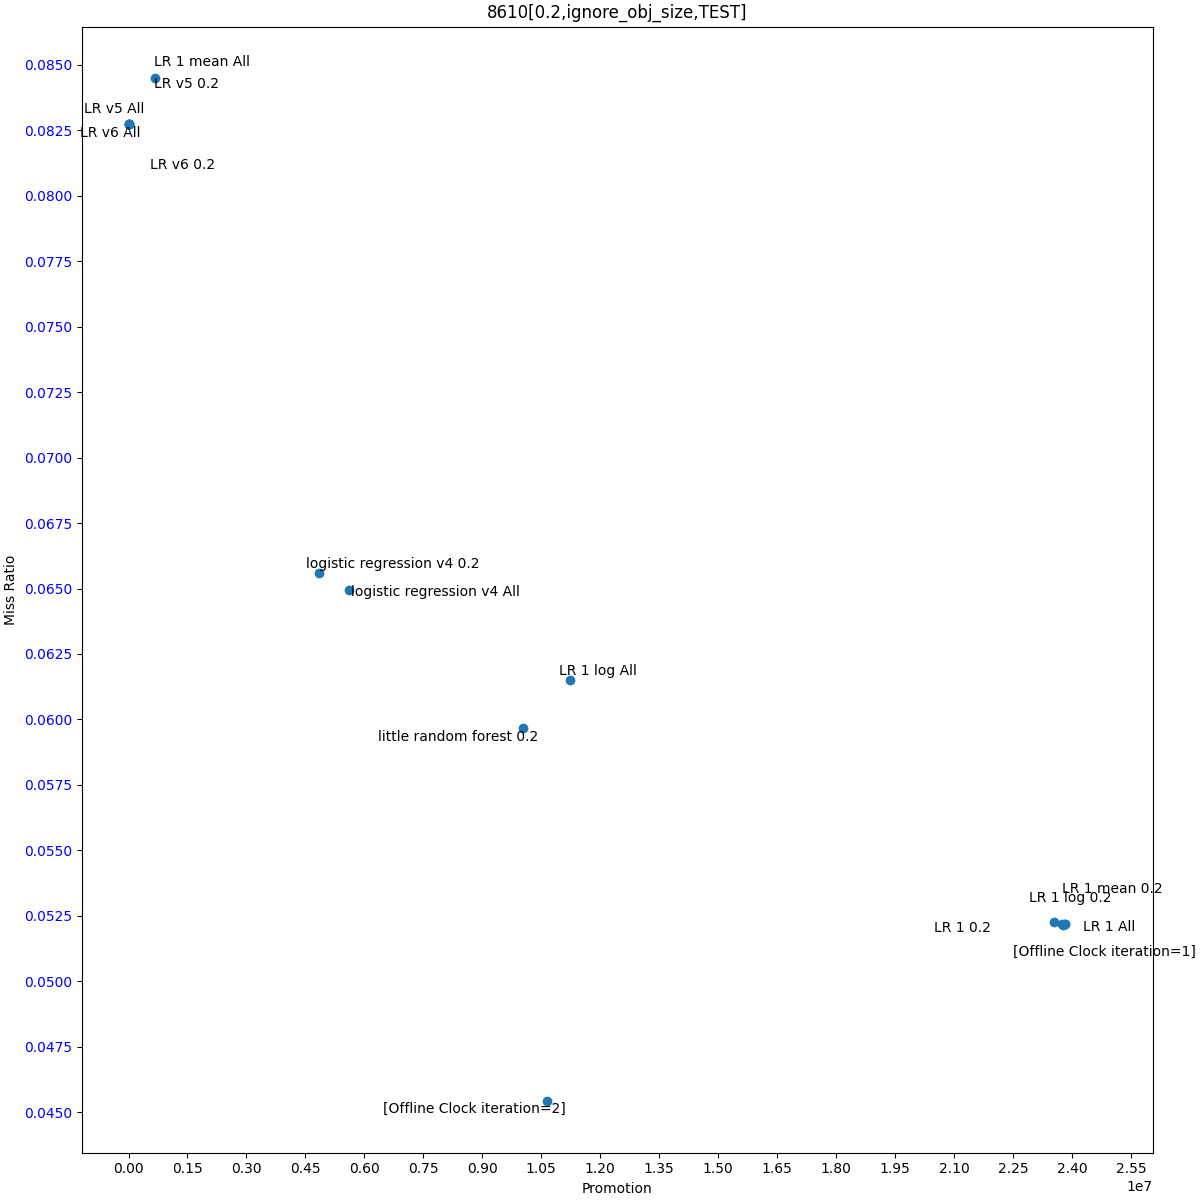 8610[0.2,ignore_obj_size,TEST]
0.0850
0.0825
0.0800
0.0775
0.0750
0.0725
0.0700
0.0675
0.0650
0.0625
0.0600
0.0575
0.0550
0.0525
0.0500
0.0475
0.0450
Miss Ratio
LR 1 mean All
LR v5 0.2
LR v5 All
LR v6 All
LR v6 0.2
logistic regression v4 0.2
logistic regression v4 All
LR 1 log All
little random forest 0.2
LR 1 mean 0.2
LR 1 log 0.2
LR 1 0.2
LR 1 All
[Offline Clock iteration=1]
[Offline Clock iteration=2]
0.00 0.15 0.30 0.45 0.60 0.75 0.90 1.05 1.20 1.35 1.50 1.65 1.80 1.95 2.10 2.25 2.40 2.55
1e7
Promotion